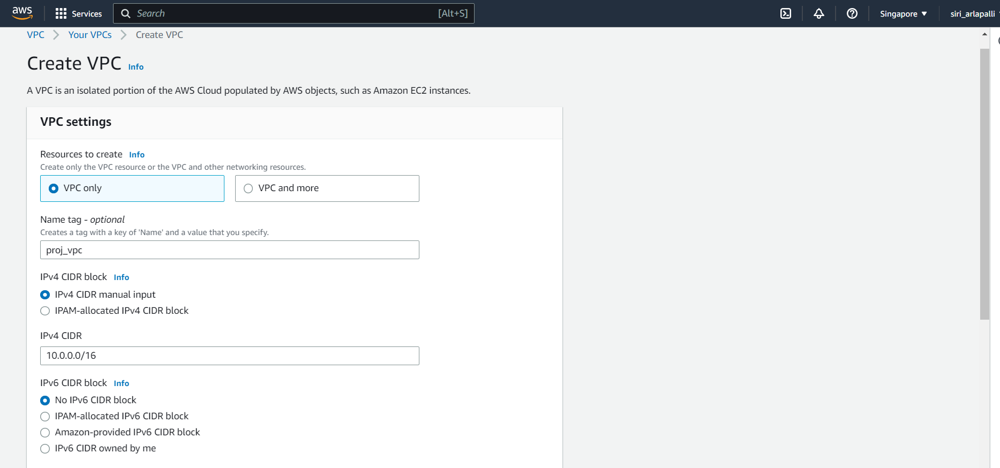 aws Services Search [Alt+S] Singapore ▼ siri_arlapalli
VPC > Your VPCs > Create VPC
Create VPC Info
A VPC is an isolated portion of the AWS Cloud populated by AWS objects, such as Amazon EC2 instances.
VPC settings
Resources to create Info
Create only the VPC resource or the VPC and other networking resources.
VPC only VPC and more
Name tag - optional
Creates a tag with a key of 'Name' and a value that you specify.
proj_vpc
IPv4 CIDR block Info
IPv4 CIDR manual input
IPAM-allocated IPv4 CIDR block
IPv4 CIDR
10.0.0.0/16
IPv6 CIDR block Info
No IPv6 CIDR block
IPAM-allocated IPv6 CIDR block
Amazon-provided IPv6 CIDR block
IPv6 CIDR owned by me